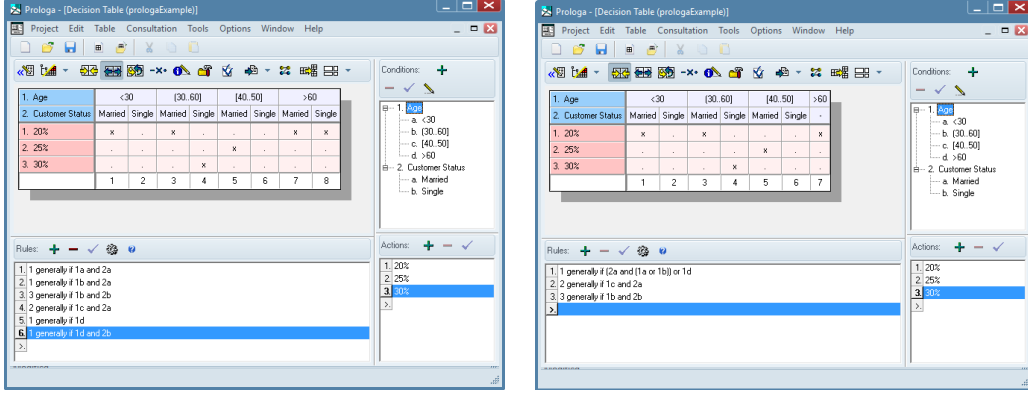 Prologa - [Decision Table (prologaExample)]
Project Edit Table Consultation Tools Options Window Help
Conditions:
1. Age <30 (30..60] [40..50) >60
2. Customer Status Married Single Married Single Married Single Married Single
1. 20% x . x . . . x x
2. 25% . . . . x . . .
3. 30% . . . x . . . .
1 2 3 4 5 6 7 8
1. Age
a. <30
b. (30..60]
c. [40..50)
d. >60
2. Customer Status
a. Married
b. Single
Rules:
1. 1 generally if 1a and 2a
2. 1 generally if 1b and 2a
3. 3 generally if 1b and 2b
4. 2 generally if 1c and 2a
5. 1 generally if 1d
6. 1 generally if 1d and 2b
>.
Actions:
1. 20%
2. 25%
3. 30%
>.
Prologa - [Decision Table (prologaExample)]
Project Edit Table Consultation Tools Options Window Help
Conditions:
1. Age <30 (30..60] [40..50) >60
2. Customer Status Married Single Married Single Married Single -
1. 20% x . x . . . x
2. 25% . . . . x . .
3. 30% . . . x . . .
1 2 3 4 5 6 7
1. Age
a. <30
b. (30..60]
c. [40..50)
d. >60
2. Customer Status
a. Married
b. Single
Rules:
1. 1 generally if (2a and (1a or 1b)) or 1d
2. 2 generally if 1c and 2a
3. 3 generally if 1b and 2b
>.
Actions:
1. 20%
2. 25%
3. 30%
>.